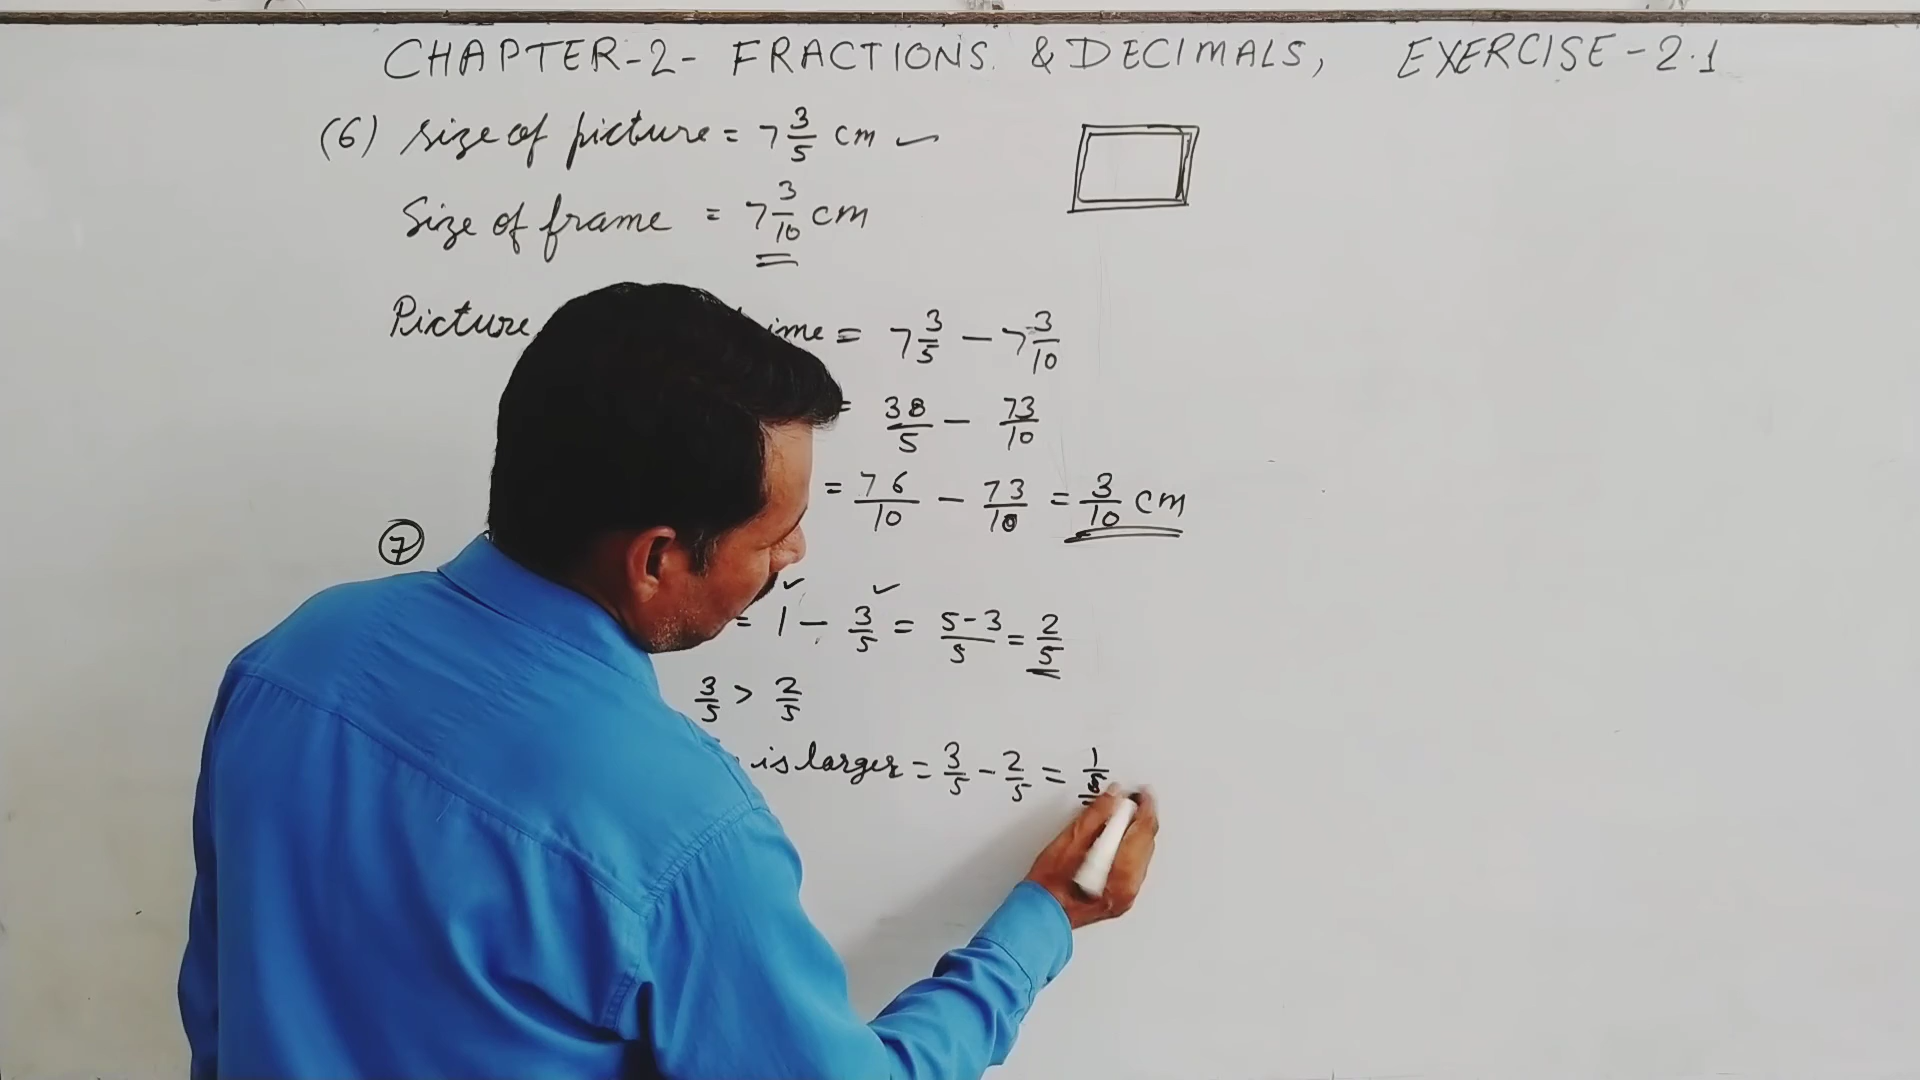 CHAPTER-2- FRACTIONS & DECIMALS, EXERCISE-2.1
(6) Size of picture = 7 3/5 cm ✓
Size of frame = 7 3/10 cm
Picture = 7 3/5 - 7 3/10
= 38/5 - 73/10
= 76/10 - 73/10 = 3/10 cm
7
= 1 - 3/5 = 5-3/5 = 2/5
3/5 > 2/5
is larger = 3/5 - 2/5 = 1/5